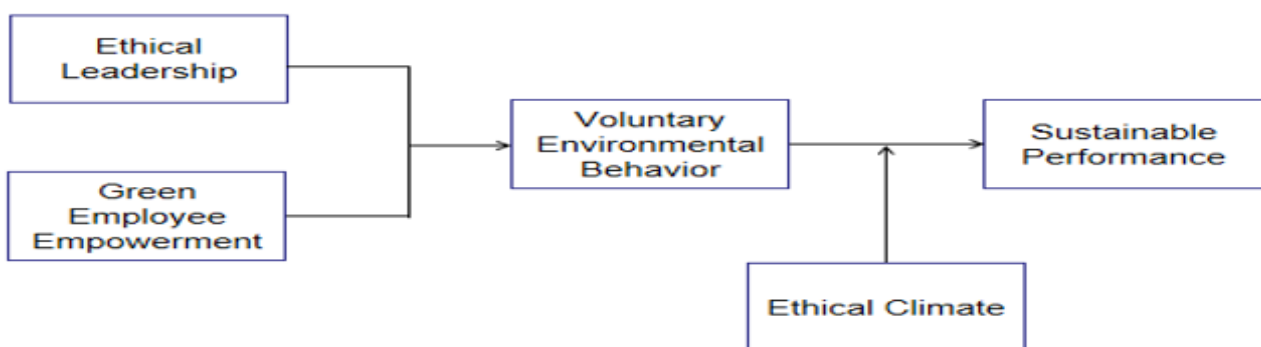 Ethical
Leadership
Voluntary
Environmental
Behavior
Sustainable
Performance
Green
Employee
Empowerment
Ethical Climate